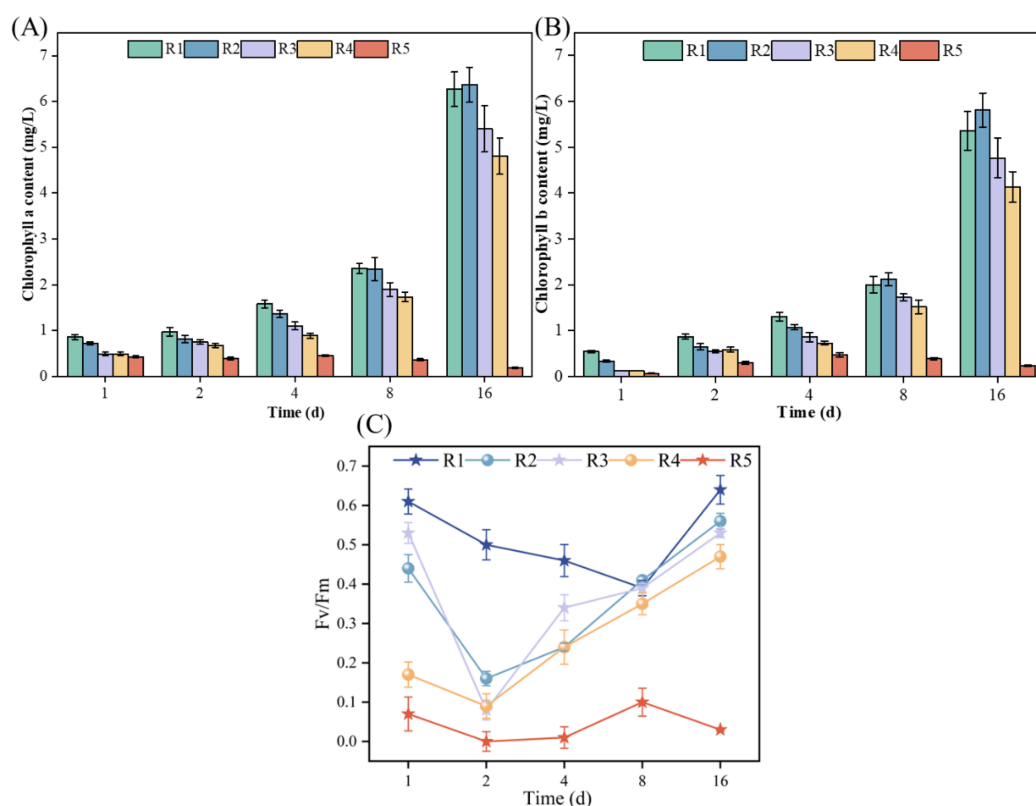 (A)
R1 R2 R3 R4 R5
Chlorophyll a content (mg/L)
7
6
5
4
3
2
1
0
1 2 4 8 16
Time (d)
(B)
R1 R2 R3 R4 R5
Chlorophyll b content (mg/L)
7
6
5
4
3
2
1
0
1 2 4 8 16
Time (d)
(C)
R1 R2 R3 R4 R5
Fv/Fm
0.7
0.6
0.5
0.4
0.3
0.2
0.1
0.0
1 2 4 8 16
Time (d)